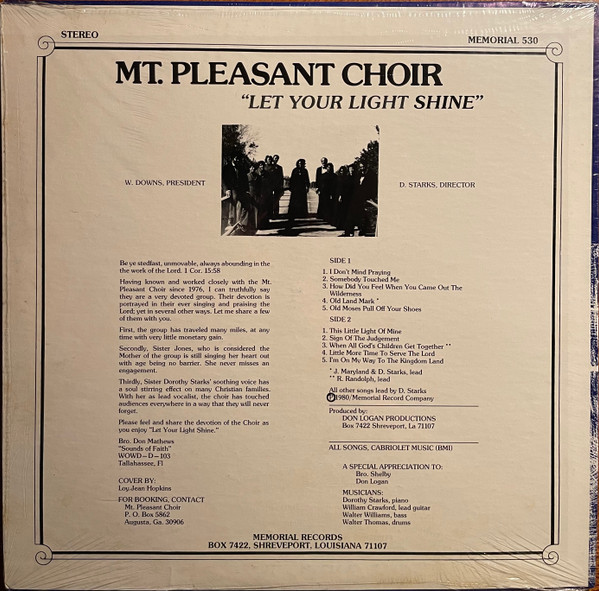 STEREO
MEMORIAL 530
MT. PLEASANT CHOIR
"LET YOUR LIGHT SHINE"
W. DOWNS, PRESIDENT
D. STARKS, DIRECTOR
Be ye stedfast, unmovable, always abounding in the
the work of the Lord. 1 Cor. 15:58
Having known and worked closely with the Mt.
Pleasant Choir since 1976, I can truthfully say
they are a very devoted group. Their devotion is
portrayed in their ever singing and praising the
Lord; yet in several other ways. Let me share a few
of them with you.
First, the group has traveled many miles, at any
time with very little monetary gain.
Secondly, Sister Jones, who is considered the
Mother of the group is still singing her heart out
with age being no barrier. She never misses an
engagement.
Thirdly, Sister Dorothy Starks' soothing voice has
a soul stirring effect on many Christian families.
With her as lead vocalist, the choir has touched
audiences everywhere in a way that they will never
forget.
Please feel and share the devotion of the Choir as
you enjoy "Let Your Light Shine."
Bro. Don Mathews
"Sounds of Faith"
WOWD-D-103
Tallahassee, Fl
COVER BY:
Loy.Jean Hopkins
FOR BOOKING, CONTACT
Mt. Pleasant Choir
P. O. Box 5862
Augusta, Ga. 30906
SIDE 1
1. I Don't Mind Praying
2. Somebody Touched Me
3. How Did You Feel When You Came Out The
Wilderness
4. Old Land Mark *
5. Old Moses Pull Off Your Shoes
SIDE 2
1. This Little Light Of Mine
2. Sign Of The Judgement
3. When All God's Children Get Together **
4. Little More Time To Serve The Lord
5. I'm On My Way To The Kingdom Land
* J. Maryland & D. Starks, lead
** R. Randolph, lead
All other songs lead by D. Starks
℗1980/Memorial Record Company
Produced by:
DON LOGAN PRODUCTIONS
Box 7422 Shreveport, La 71107
ALL SONGS, CABRIOLET MUSIC (BMI)
A SPECIAL APPRECIATION TO:
Bro. Shelby
Don Logan
MUSICIANS:
Dorothy Starks, piano
William Crawford, lead guitar
Walter Williams, bass
Walter Thomas, drums
MEMORIAL RECORDS
BOX 7422, SHREVEPORT, LOUISIANA 71107